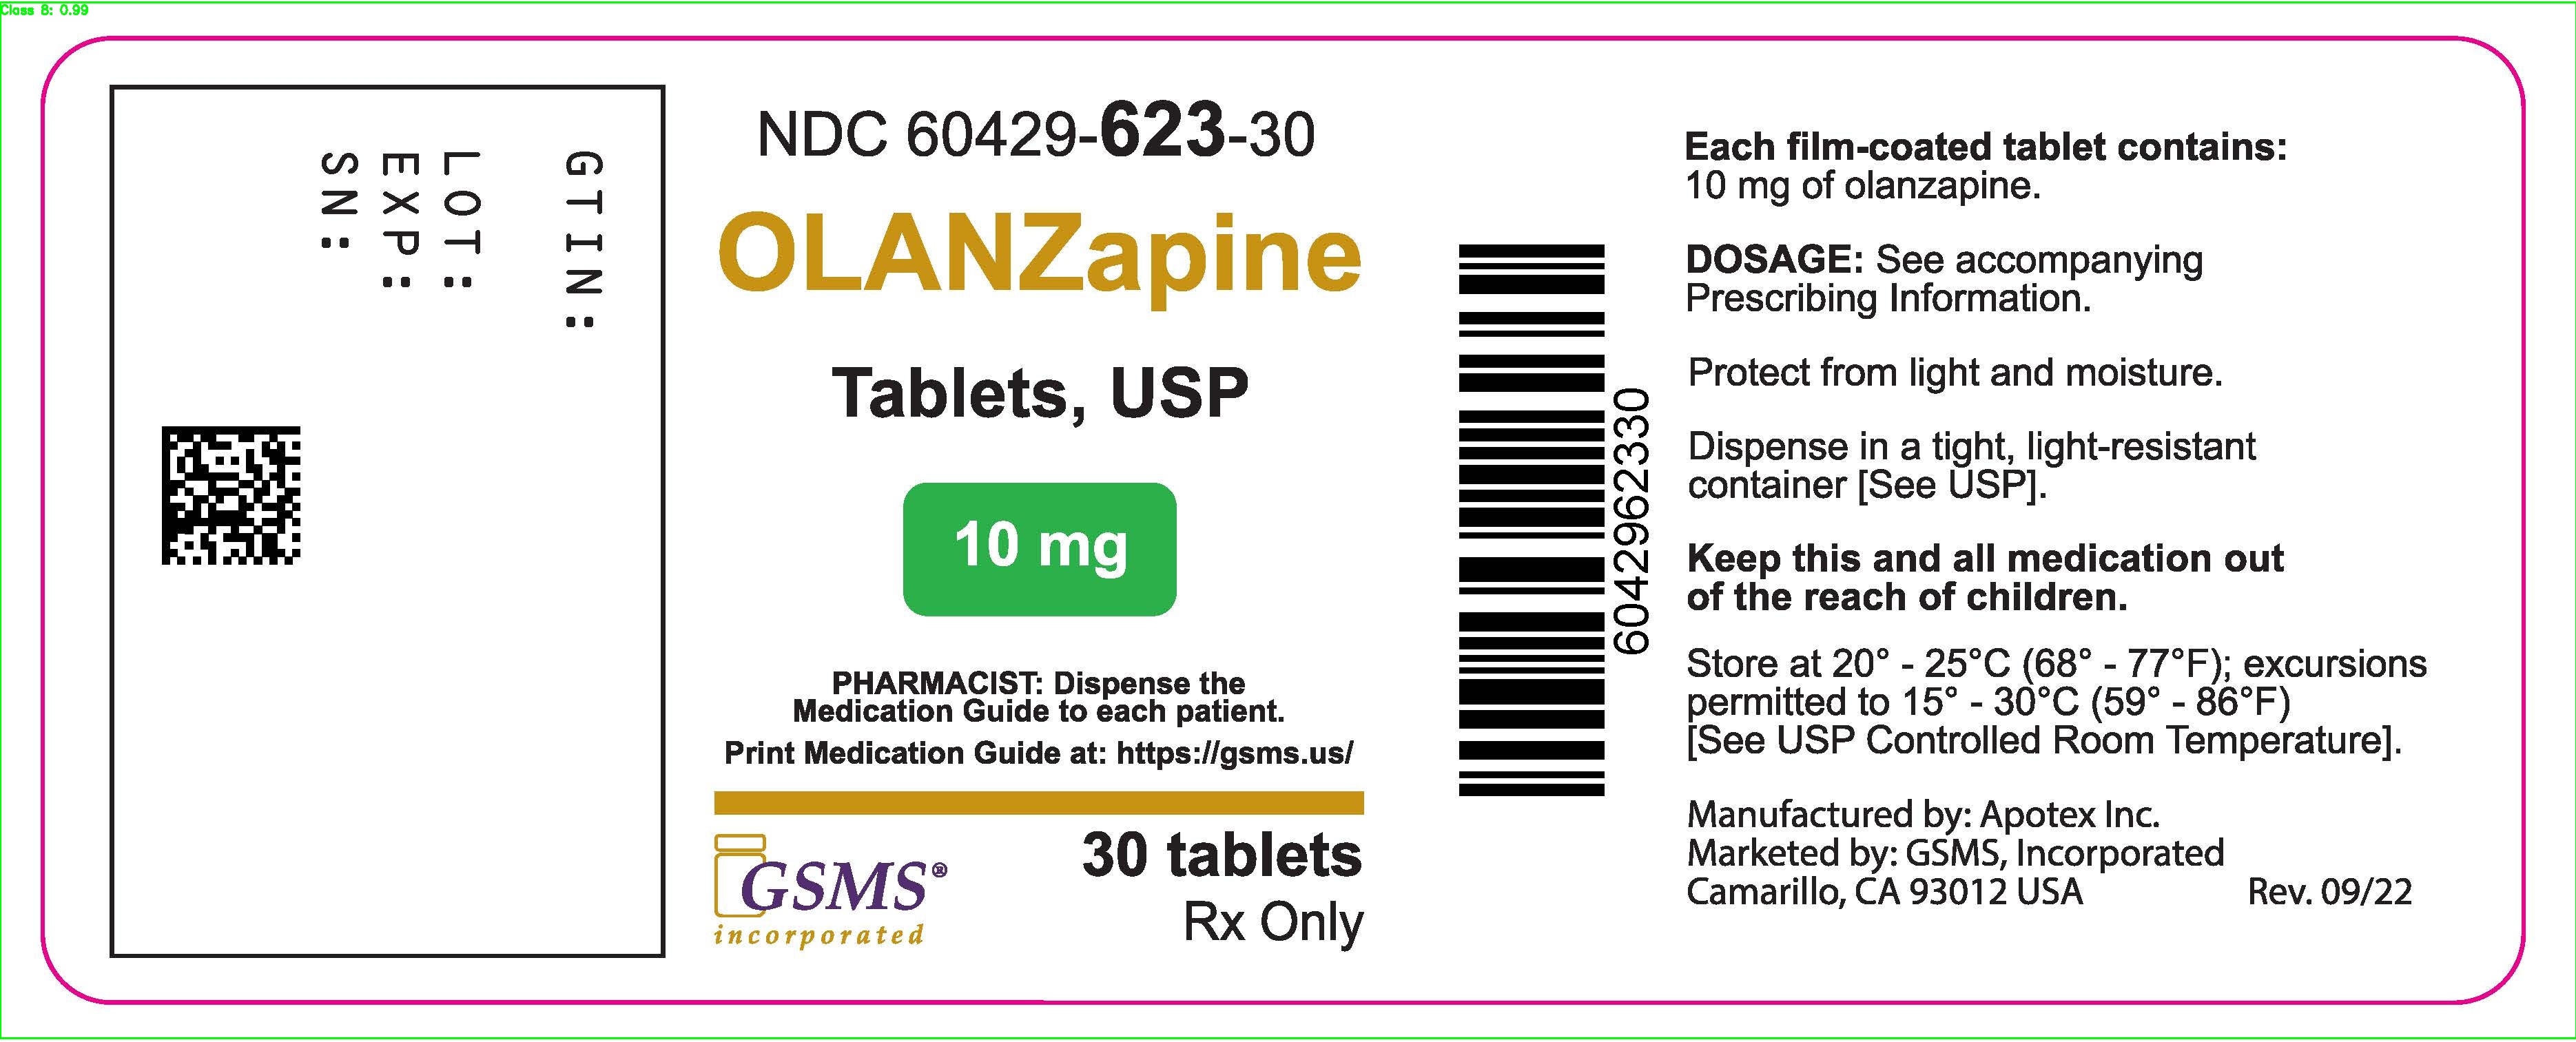 Class 8: 0.99
GTIN:
LOT:
EXP:
SN:
NDC 60429-623-30
OLANZapine
Tablets, USP
10 mg
PHARMACIST: Dispense the
Medication Guide to each patient.
Print Medication Guide at: https://gsms.us/
GSMS®
incorporated
30 tablets
Rx Only
6042962330
Each film-coated tablet contains:
10 mg of olanzapine.
DOSAGE: See accompanying
Prescribing Information.
Protect from light and moisture.
Dispense in a tight, light-resistant
container [See USP].
Keep this and all medication out
of the reach of children.
Store at 20° - 25°C (68° - 77°F); excursions
permitted to 15° - 30°C (59° - 86°F)
[See USP Controlled Room Temperature].
Manufactured by: Apotex Inc.
Marketed by: GSMS, Incorporated
Camarillo, CA 93012 USA Rev. 09/22